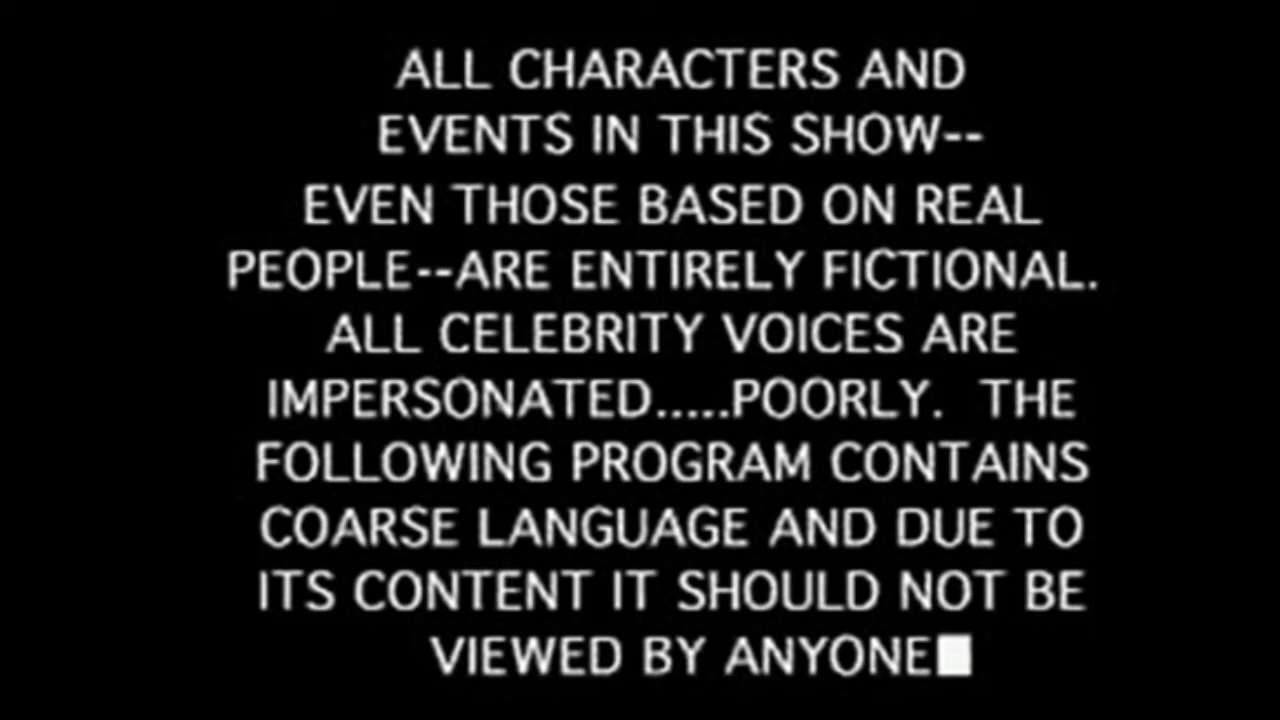 ALL CHARACTERS AND
EVENTS IN THIS SHOW--
EVEN THOSE BASED ON REAL
PEOPLE--ARE ENTIRELY FICTIONAL.
ALL CELEBRITY VOICES ARE
IMPERSONATED.....POORLY.  THE
FOLLOWING PROGRAM CONTAINS
COARSE LANGUAGE AND DUE TO
ITS CONTENT IT SHOULD NOT BE
VIEWED BY ANYONE■